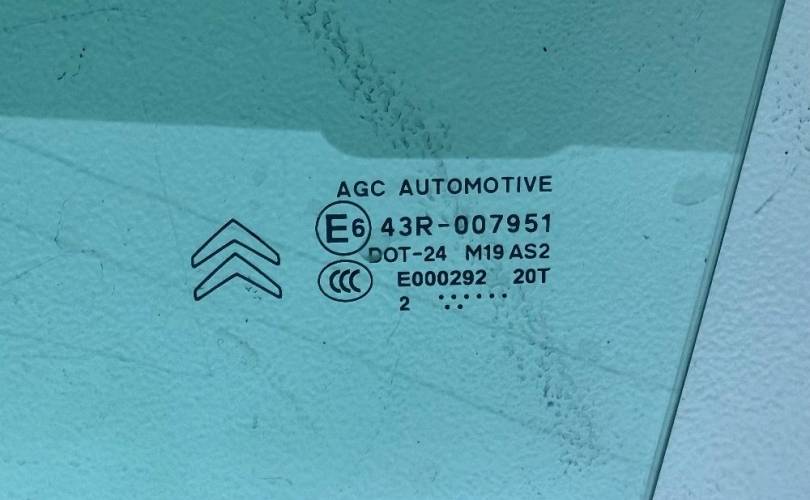 AGC AUTOMOTIVE
E6 43R-007951
DOT-24 M19 AS2
CCC E000292 20T
2